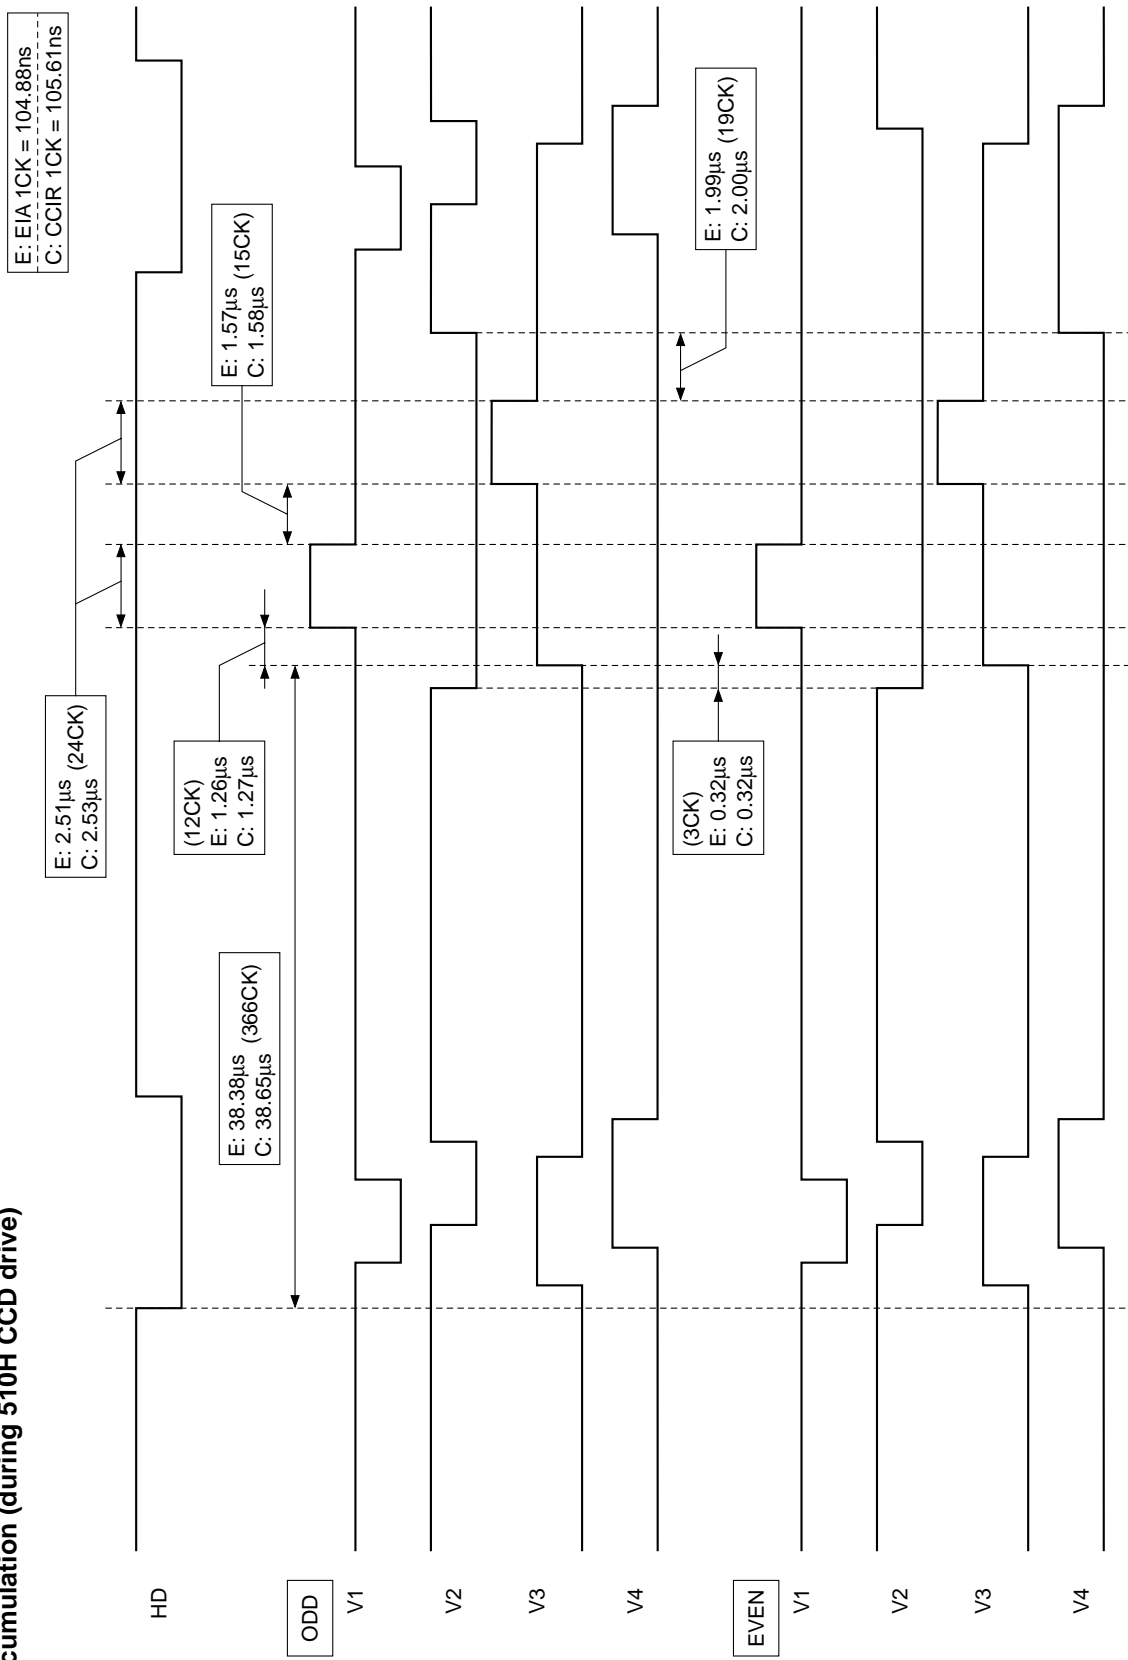 cumulation (during 510H CCD drive)
E: EIA 1CK = 104.88ns
C: CCIR 1CK = 105.61ns
HD
E: 2.51μs (24CK)
C: 2.53μs
(12CK)
E: 1.26μs
C: 1.27μs
E: 1.57μs (15CK)
C: 1.58μs
E: 38.38μs (366CK)
C: 38.65μs
ODD
V1
V2
V3
V4
(3CK)
E: 0.32μs
C: 0.32μs
E: 1.99μs (19CK)
C: 2.00μs
EVEN
V1
V2
V3
V4